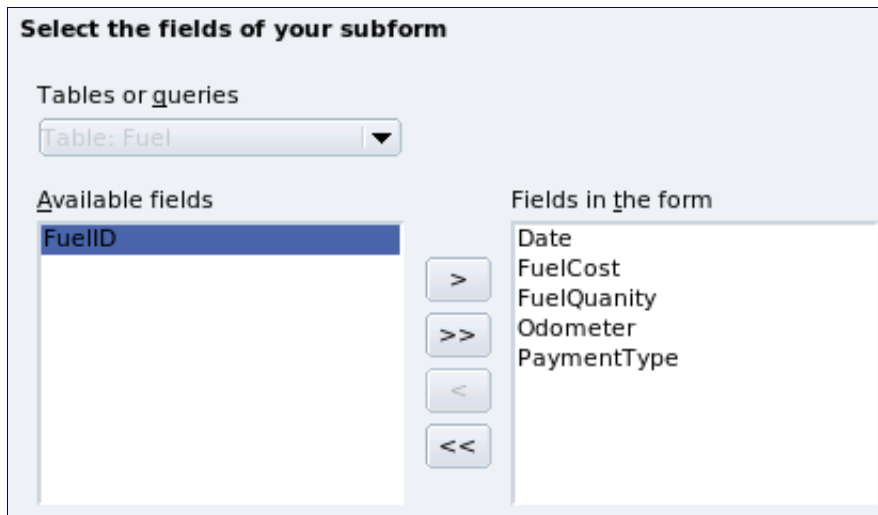 Select the fields of your subform
Tables or queries
Table: Fuel
Available fields
FuelID
>
>>
<
<<
Fields in the form
Date
FuelCost
FuelQuanity
Odometer
PaymentType